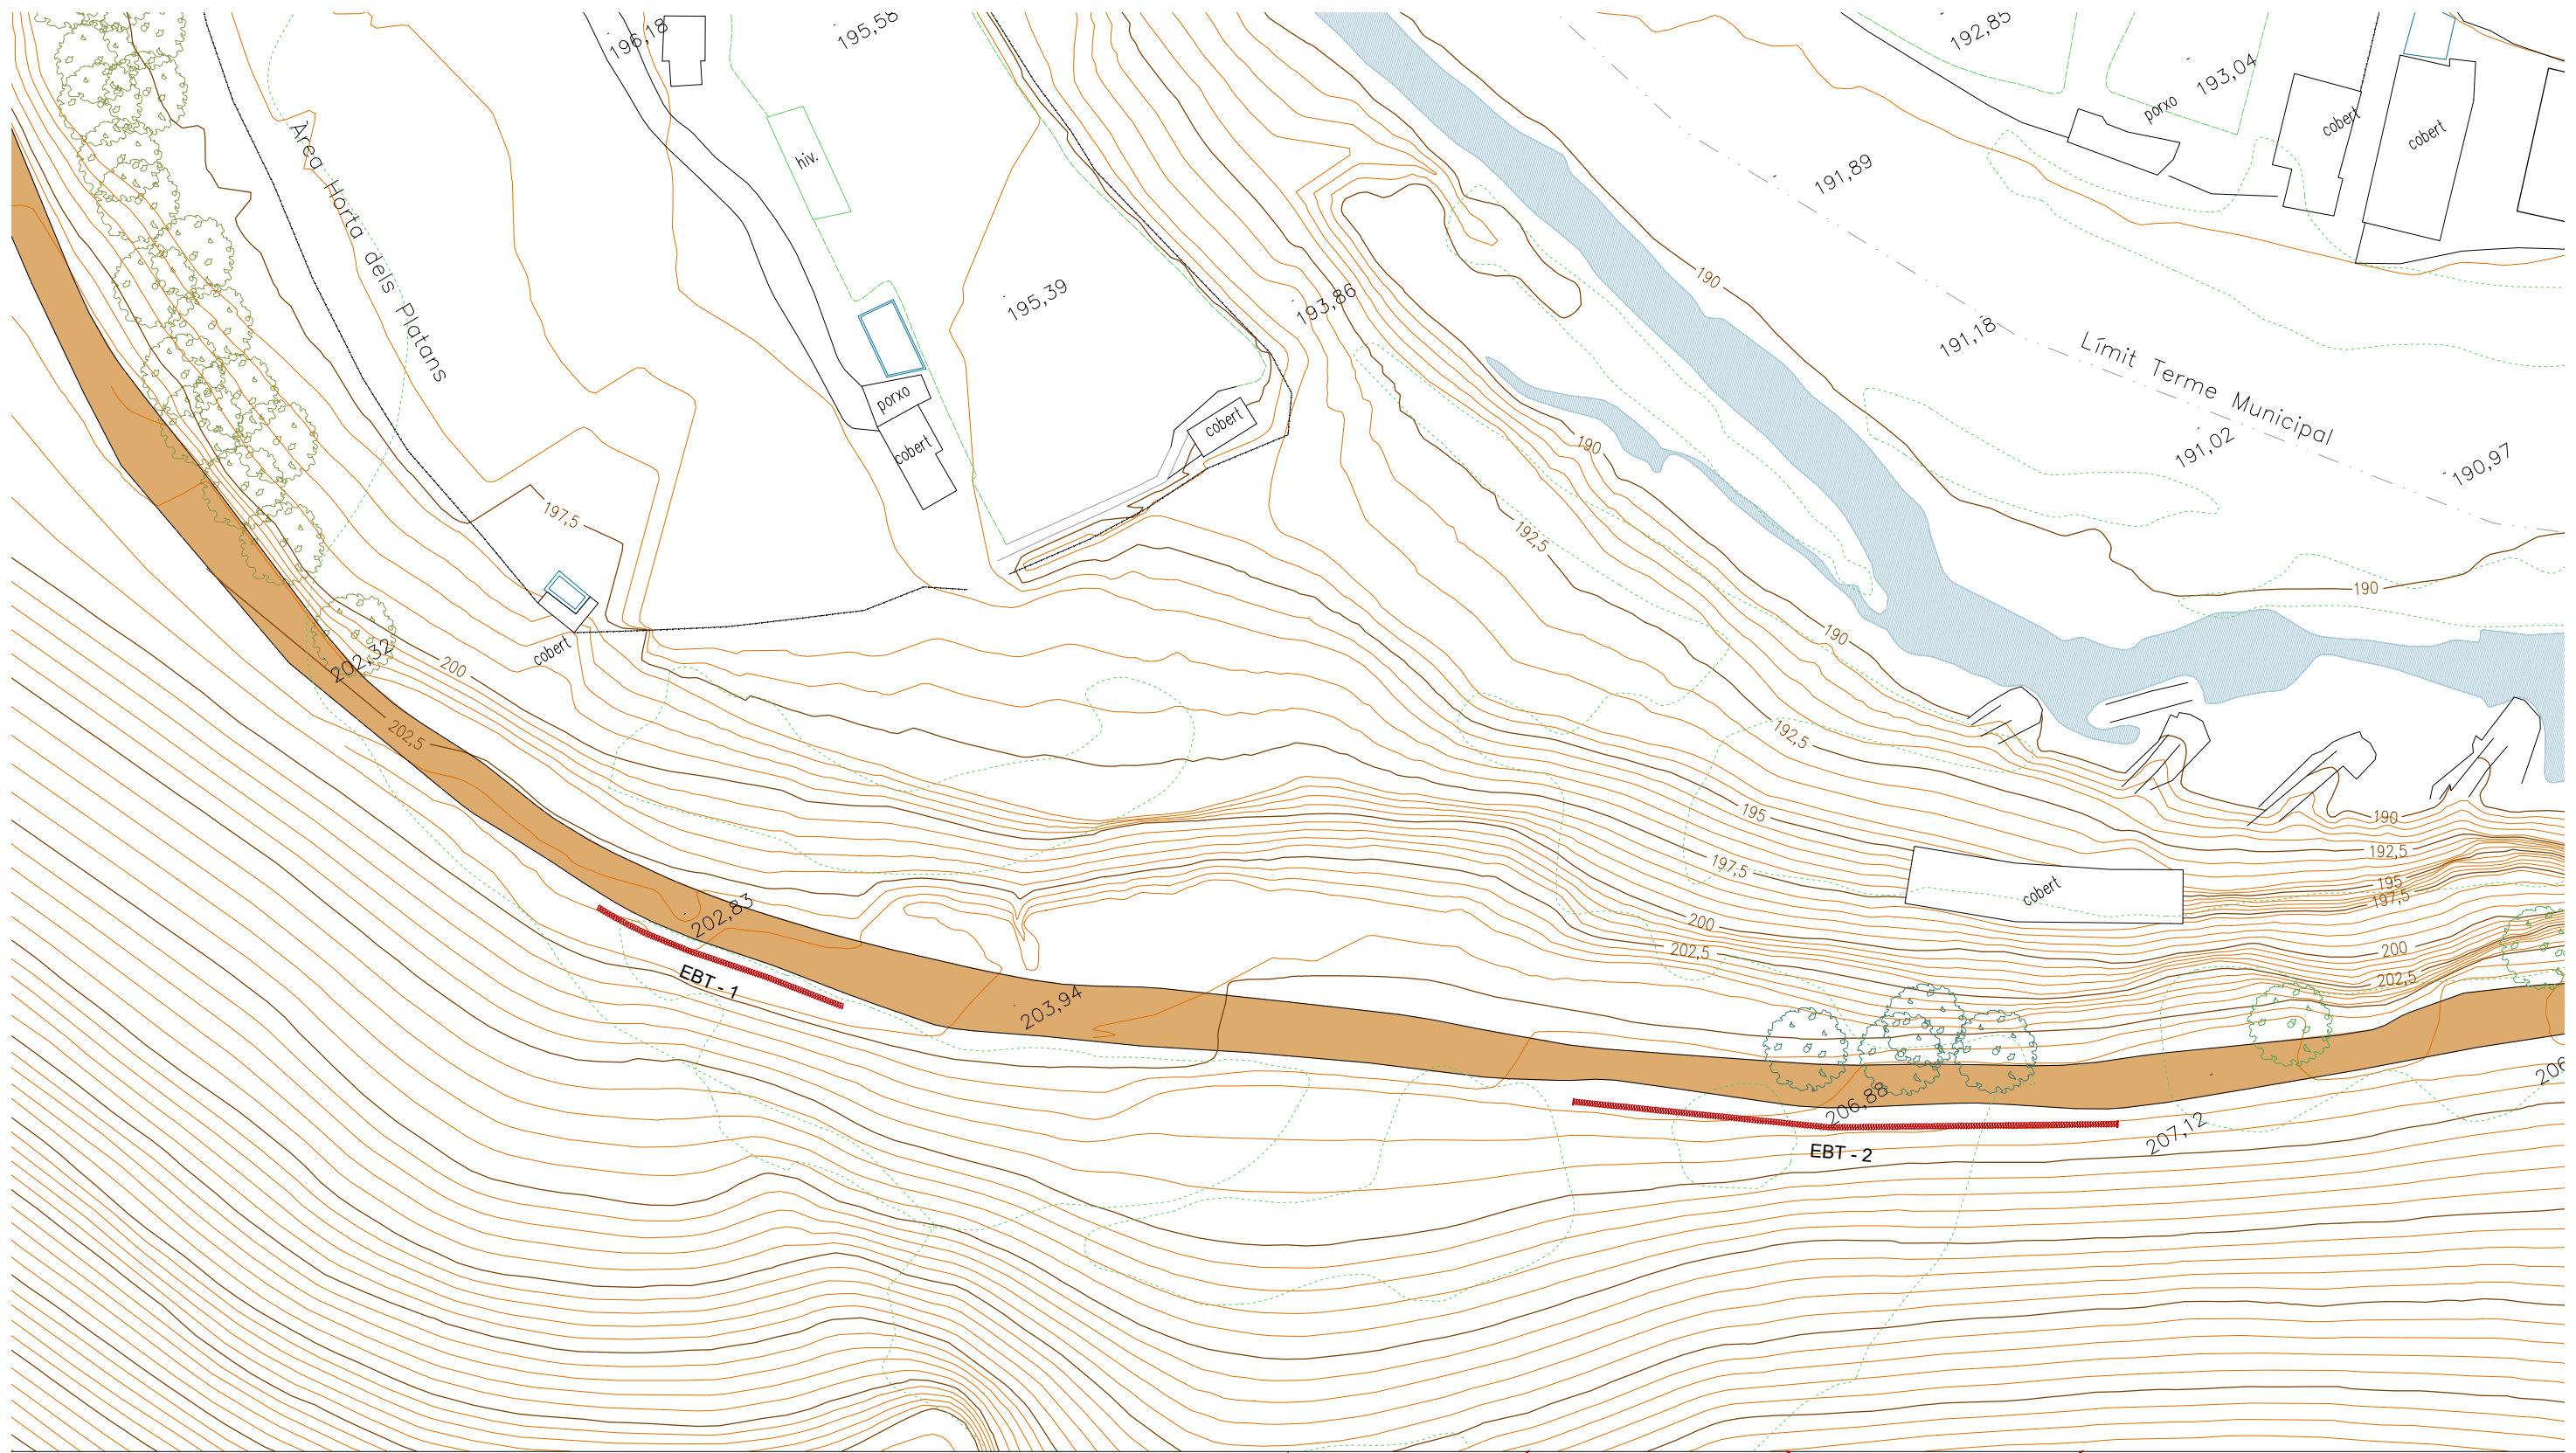 196,18
195,58
192,85
193,04
porxo
cobert
cobert
Àrea Horta dels Platans
hiv.
191,89
190
195,39
193,86
191,18
Límit Terme Municipal
porxo
cobert
cobert
190
191,02
190,97
197,5
192,5
190
190
cobert
202,32
200
202,5
192,5
195
190
192,5
197,5
195
197,5
cobert
200
202,5
200
202,5
202,83
EBT - 1
203,94
206,88
207,12
EBT - 2